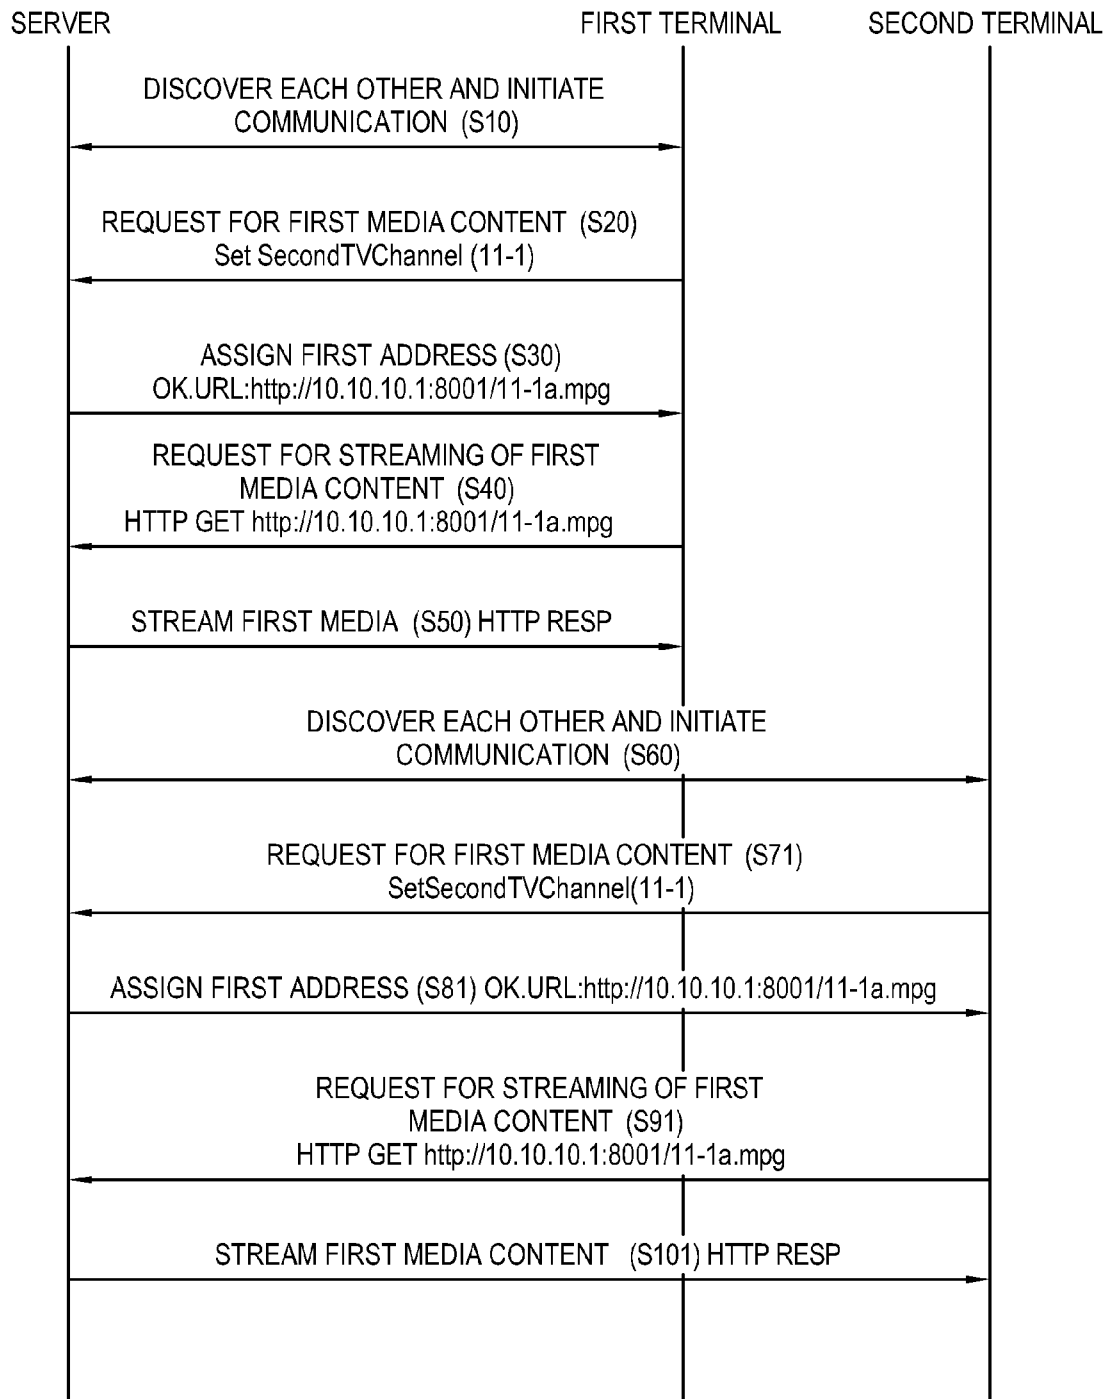 SERVER FIRST TERMINAL SECOND TERMINAL
DISCOVER EACH OTHER AND INITIATE
COMMUNICATION (S10)
REQUEST FOR FIRST MEDIA CONTENT (S20)
Set SecondTVChannel (11-1)
ASSIGN FIRST ADDRESS (S30)
OK.URL:http://10.10.10.1:8001/11-1a.mpg
REQUEST FOR STREAMING OF FIRST
MEDIA CONTENT (S40)
HTTP GET http://10.10.10.1:8001/11-1a.mpg
STREAM FIRST MEDIA (S50) HTTP RESP
DISCOVER EACH OTHER AND INITIATE
COMMUNICATION (S60)
REQUEST FOR FIRST MEDIA CONTENT (S71)
SetSecondTVChannel(11-1)
ASSIGN FIRST ADDRESS (S81) OK.URL:http://10.10.10.1:8001/11-1a.mpg
REQUEST FOR STREAMING OF FIRST
MEDIA CONTENT (S91)
HTTP GET http://10.10.10.1:8001/11-1a.mpg
STREAM FIRST MEDIA CONTENT (S101) HTTP RESP